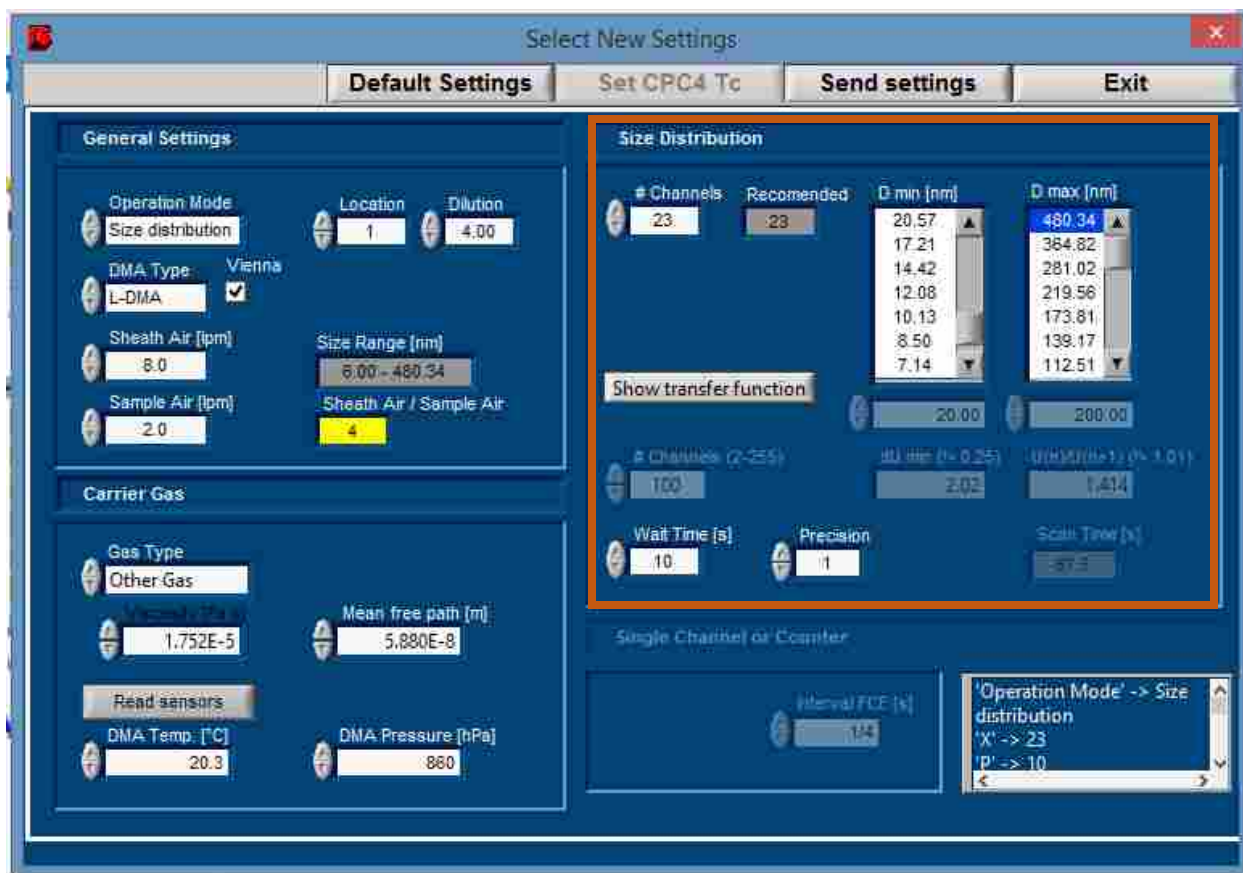 Select New Settings
Default Settings
Set CPC4 Tc
Send settings
Exit
General Settings
Operation Mode
Size distribution
Location
1
Dilution
4.00
DMA Type
L-DMA
Vienna
Sheath Air [lpm]
8.0
Size Range [nm]
6.00 - 480.34
Sample Air [lpm]
2.0
Sheath Air / Sample Air
4
Carrier Gas
Gas Type
Other Gas
1.752E-5
Mean free path [m]
5.880E-8
Read sensors
DMA Temp. [°C]
20.3
DMA Pressure [hPa]
860
Size Distribution
# Channels
23
Recomended
23
D min [nm]
20.57
17.21
14.42
12.08
10.13
8.50
7.14
20.00
D max [nm]
480.34
364.82
281.02
219.56
173.81
139.17
112.51
200.00
Show transfer function
# Channels (2-255)
100
dU min (> 0.25)
2.02
U(n)/U(n+1) (> 1.01)
1.414
Wait Time [s]
10
Precision
1
Scan Time [s]
Single Channel or Counter
Interval FCE [s]
1/4
'Operation Mode' -> Size
distribution
'X' -> 23
'P' -> 10